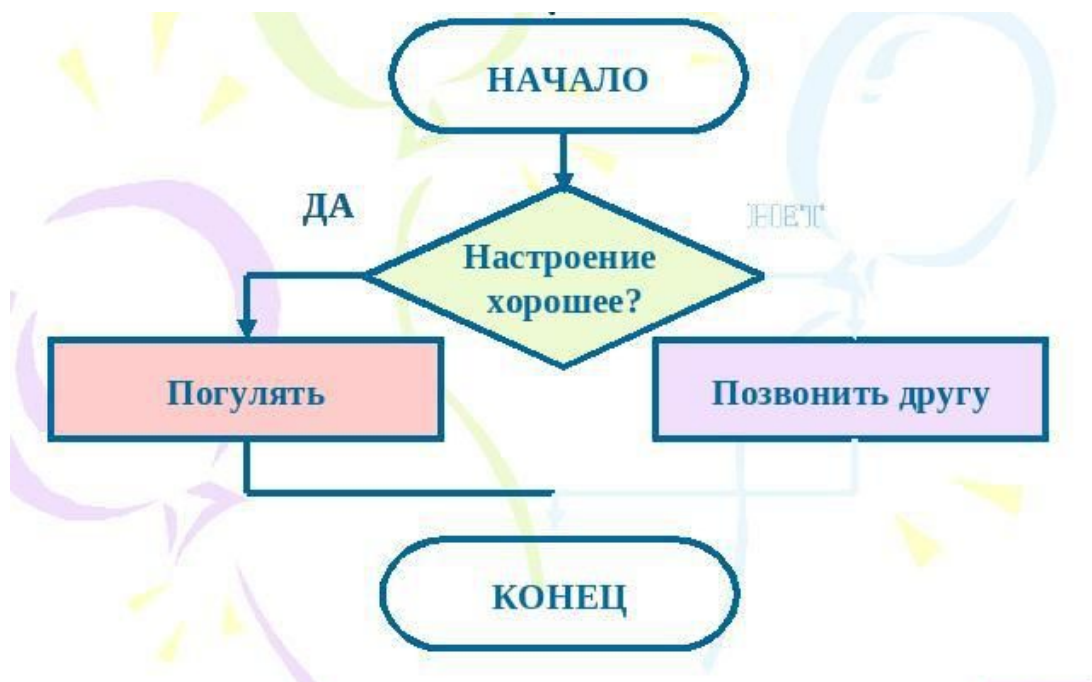 НАЧАЛО
ДА
НЕТ
Настроение
хорошее?
Погулять
Позвонить другу
КОНЕЦ